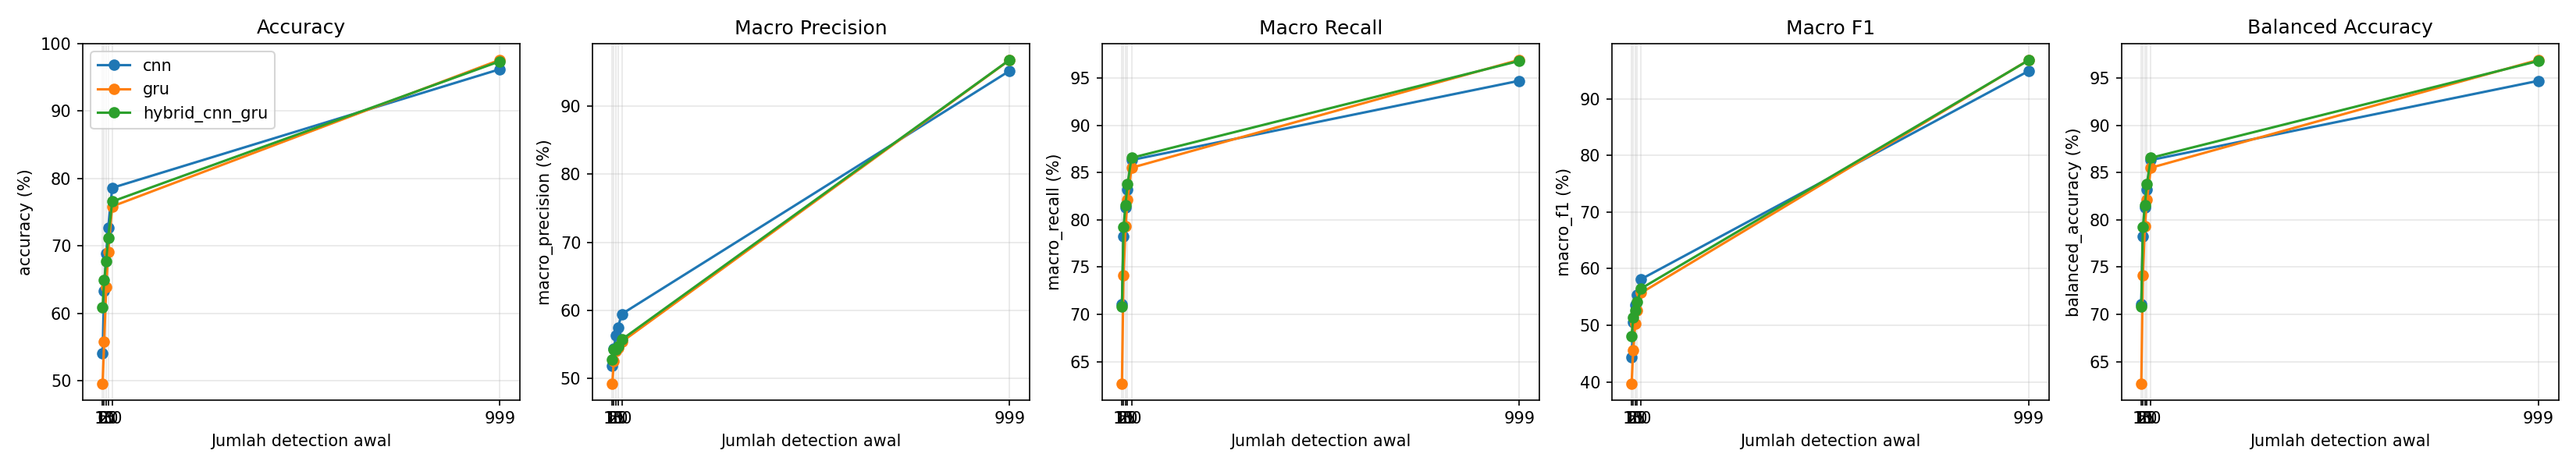 Accuracy
accuracy (%)
100
90
80
70
60
50
cnn
gru
hybrid_cnn_gru
999
Jumlah detection awal
Macro Precision
macro_precision (%)
90
80
70
60
50
999
Jumlah detection awal
Macro Recall
macro_recall (%)
95
90
85
80
75
70
65
999
Jumlah detection awal
Macro F1
macro_f1 (%)
90
80
70
60
50
40
999
Jumlah detection awal
Balanced Accuracy
balanced_accuracy (%)
95
90
85
80
75
70
65
999
Jumlah detection awal